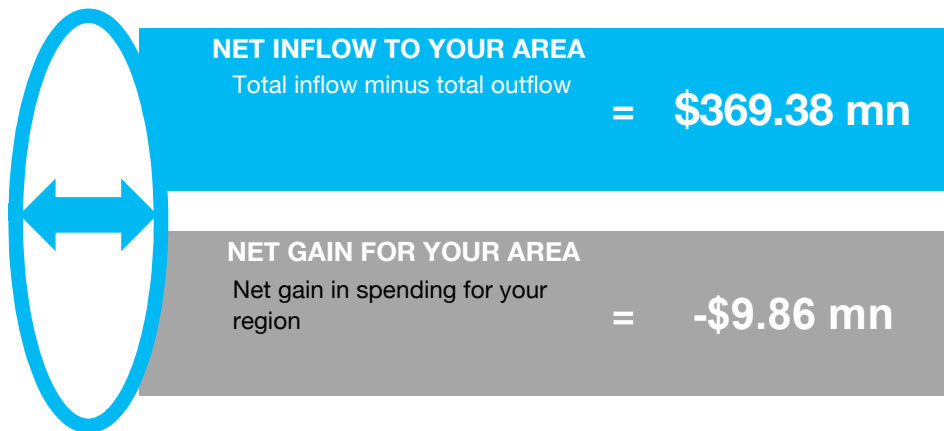 NET INFLOW TO YOUR AREA
Total inflow minus total outflow
= $369.38 mn
NET GAIN FOR YOUR AREA
Net gain in spending for your
region
= -$9.86 mn